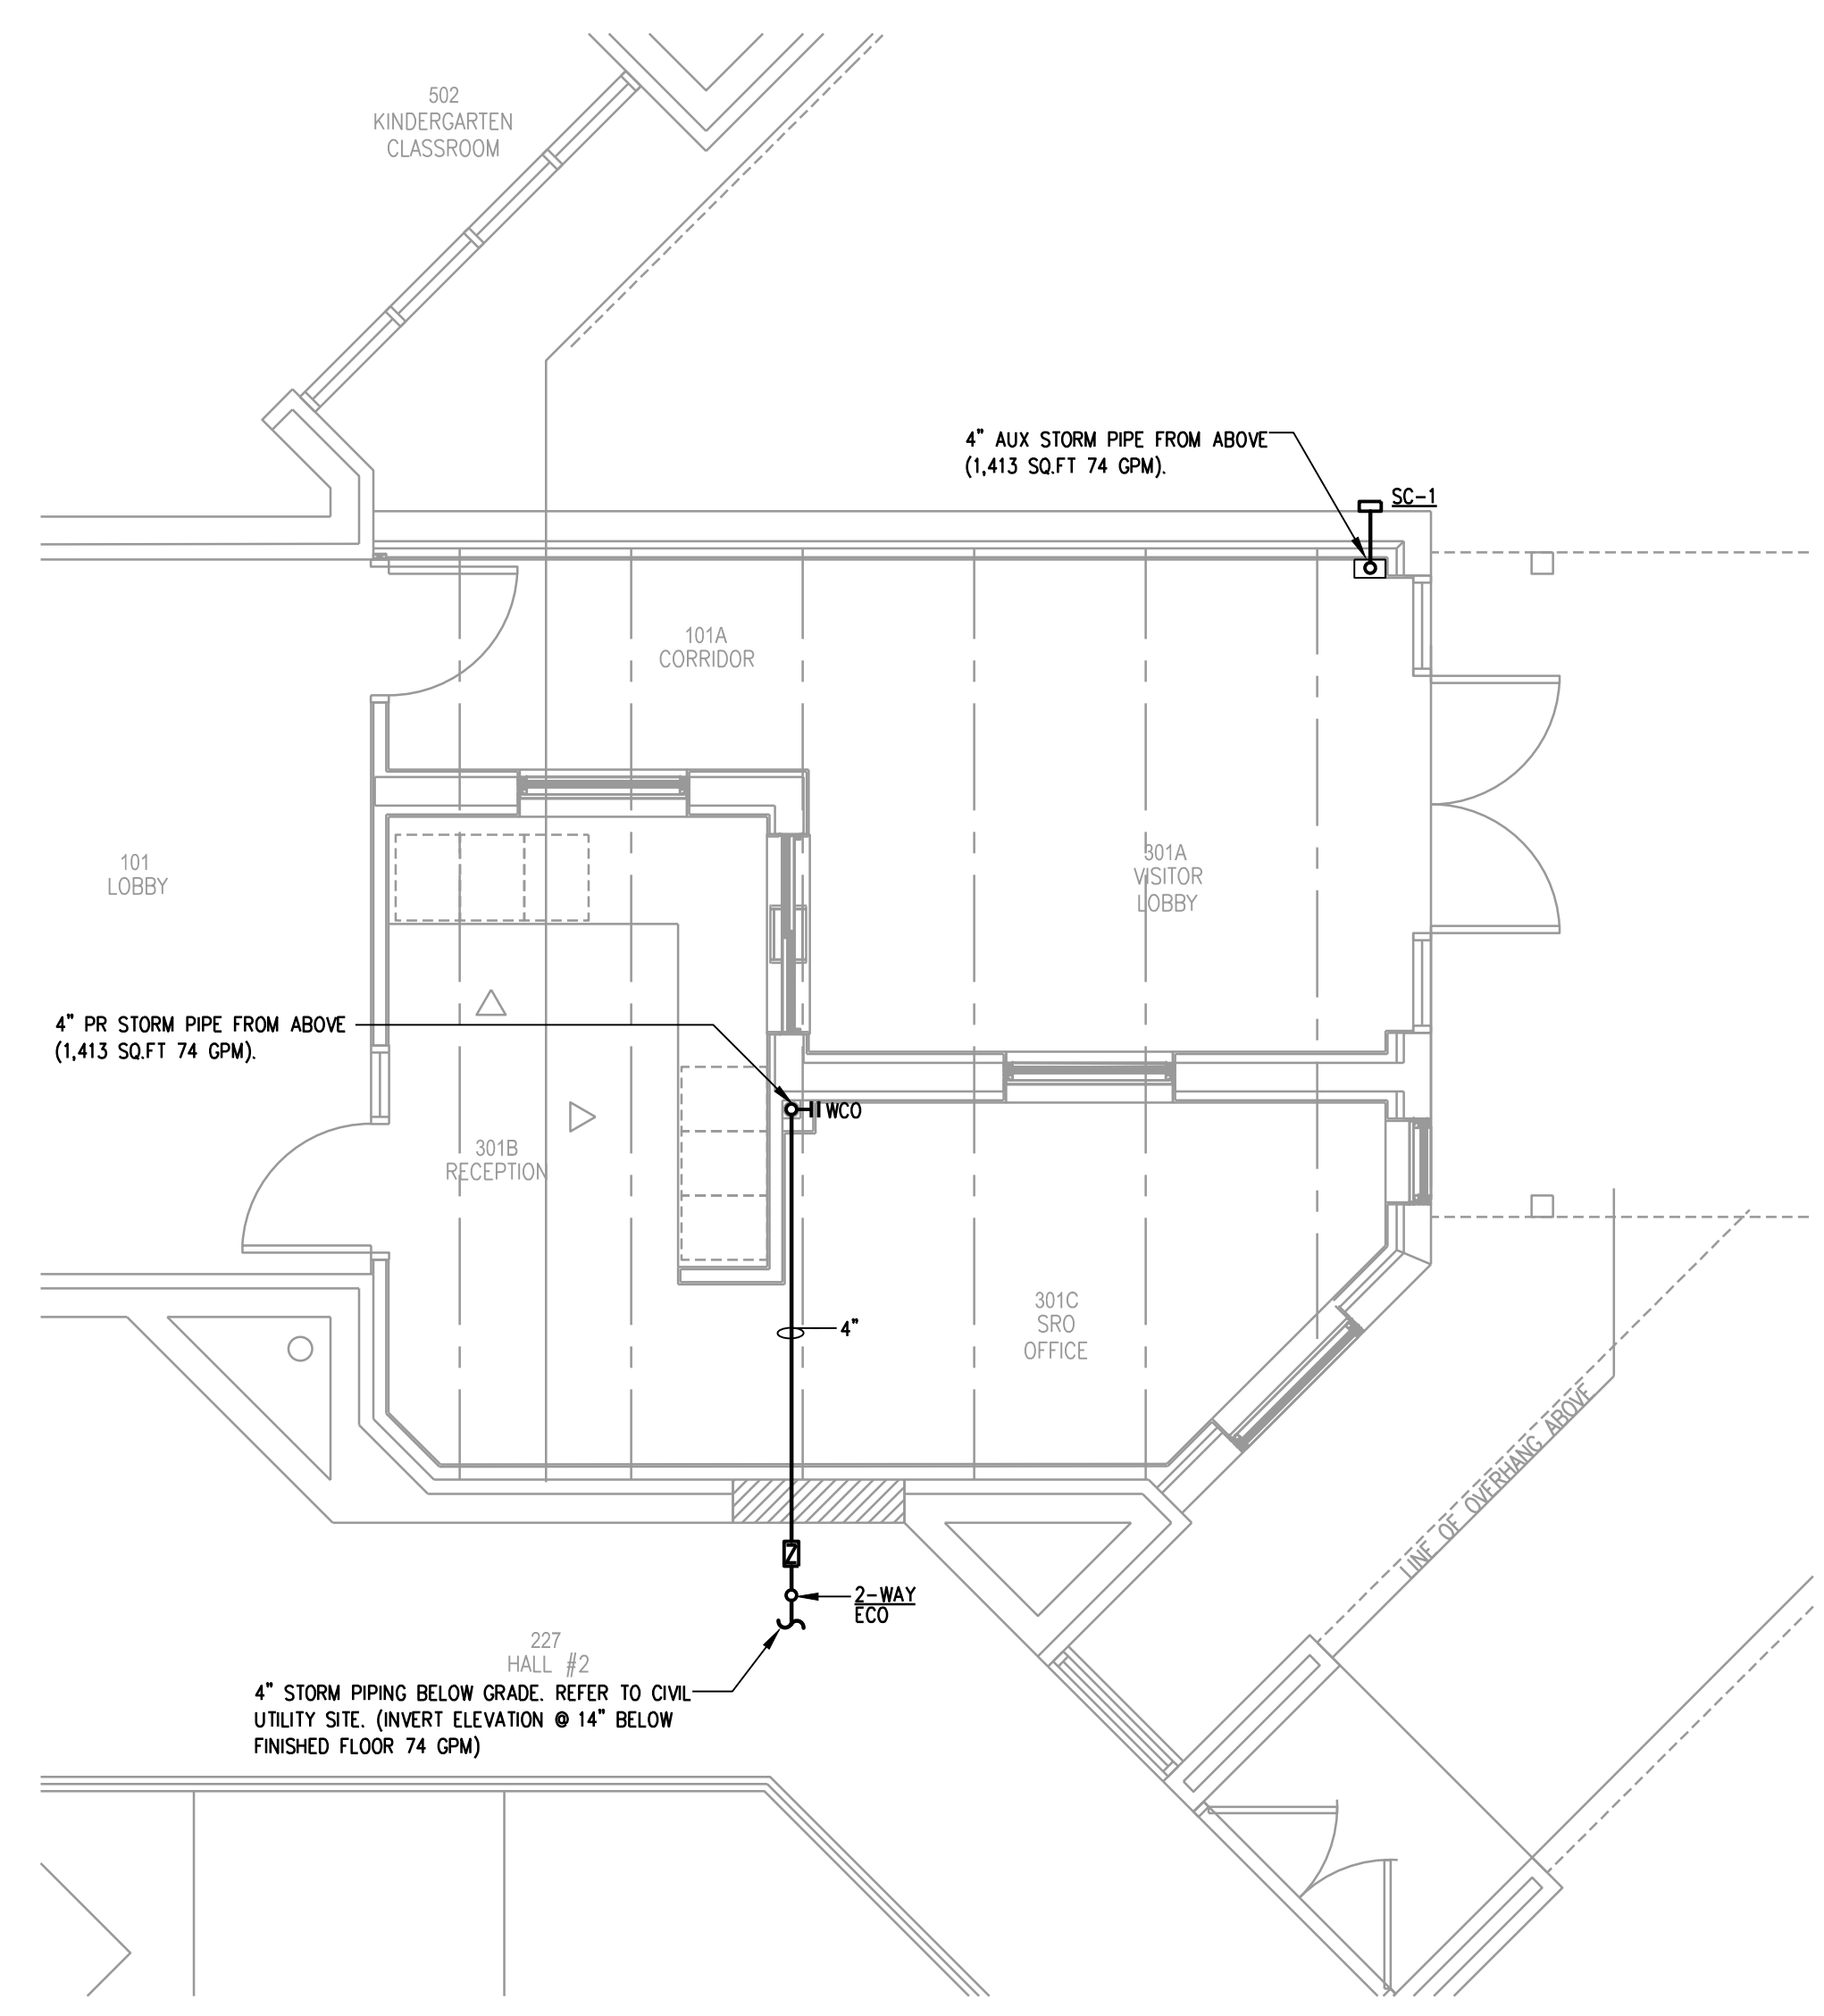 502
KINDERGARTEN
CLASSROOM
4" AUX STORM PIPE FROM ABOVE
(1,413 SQ.FT 74 GPM).
SC-1
101A
CORRIDOR
101
LOBBY
301A
VISITOR
LOBBY
4" PR STORM PIPE FROM ABOVE
(1,413 SQ.FT 74 GPM).
WCO
301B
RECEPTION
301C
SRO
OFFICE
4"
LINE OF OVERHANG ABOVE
2-WAY
ECO
227
HALL #2
4" STORM PIPING BELOW GRADE. REFER TO CIVIL
UTILITY SITE. (INVERT ELEVATION @ 14" BELOW
FINISHED FLOOR 74 GPM)